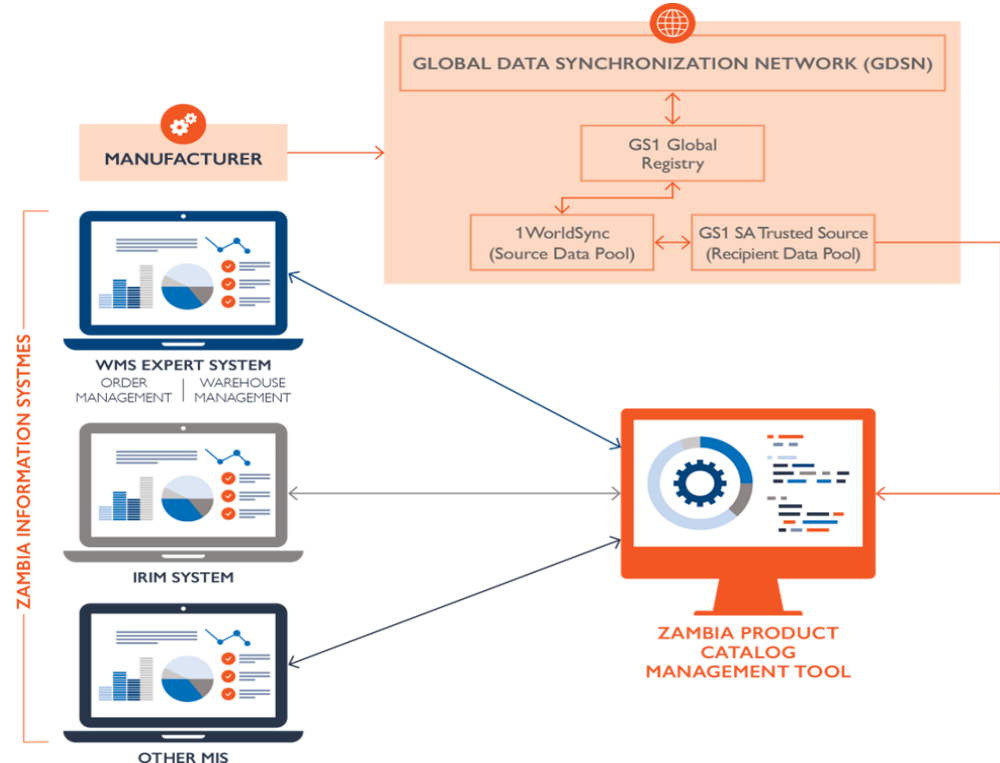 GLOBAL DATA SYNCHRONIZATION NETWORK (GDSN)
MANUFACTURER
GS1 Global
Registry
1WorldSync
(Source Data Pool)
GS1 SA Trusted Source
(Recipient Data Pool)
ZAMBIA INFORMATION SYSTMES
WMS EXPERT SYSTEM
ORDER
MANAGEMENT
WAREHOUSE
MANAGEMENT
IRIM SYSTEM
OTHER MIS
ZAMBIA PRODUCT
CATALOG
MANAGEMENT TOOL